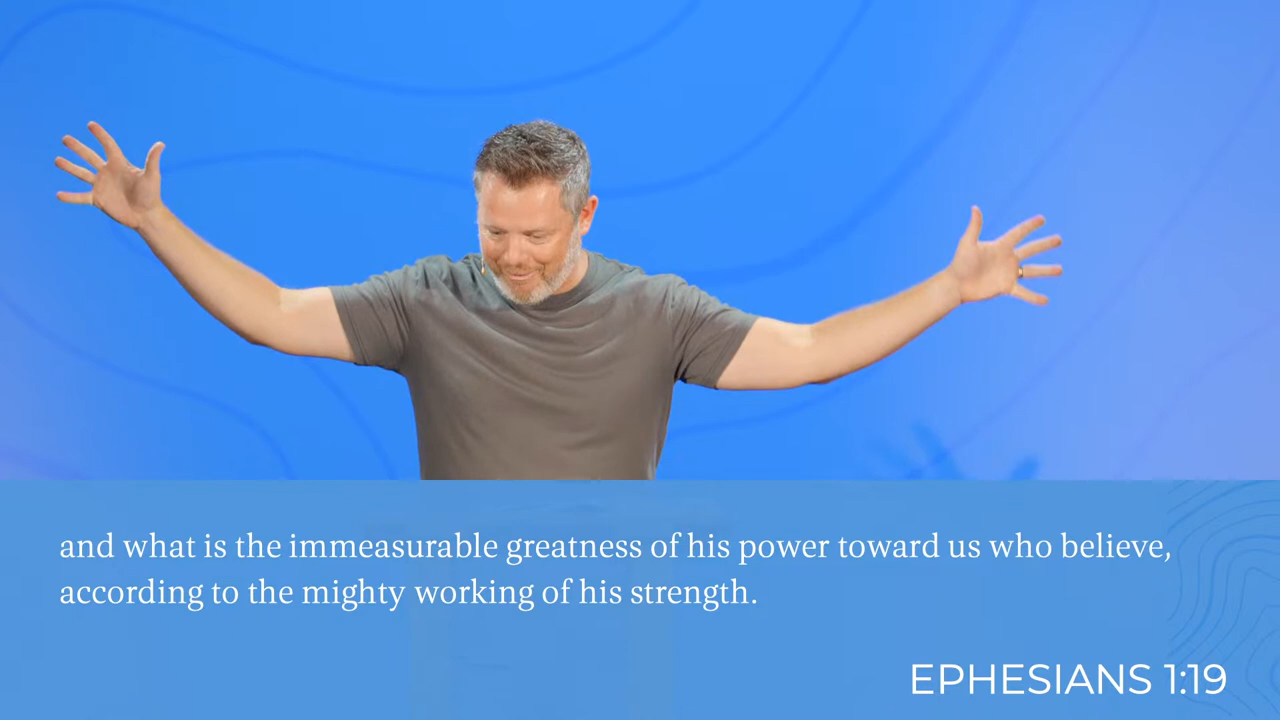 and what is the immeasurable greatness of his power toward us who believe,
according to the mighty working of his strength.
EPHESIANS 1:19